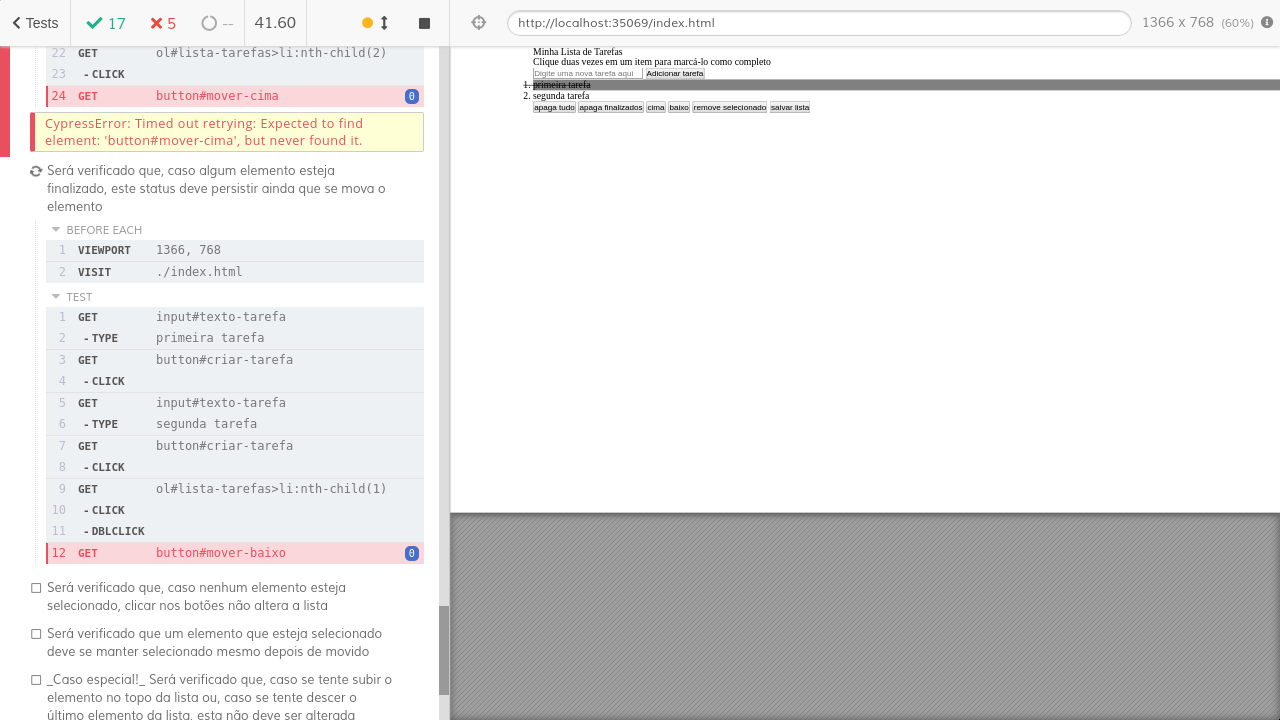 Tests
17
5
--
41.60
22 GET ol#lista-tarefas>li:nth-child(2)
23 - CLICK
24 GET button#mover-cima 0
CypressError: Timed out retrying: Expected to find
element: 'button#mover-cima', but never found it.
Será verificado que, caso algum elemento esteja
finalizado, este status deve persistir ainda que se mova o
elemento
BEFORE EACH
1 VIEWPORT 1366, 768
2 VISIT ./index.html
TEST
1 GET input#texto-tarefa
2 - TYPE primeira tarefa
3 GET button#criar-tarefa
4 - CLICK
5 GET input#texto-tarefa
6 - TYPE segunda tarefa
7 GET button#criar-tarefa
8 - CLICK
9 GET ol#lista-tarefas>li:nth-child(1)
10 - CLICK
11 - DBLCLICK
12 GET button#mover-baixo 0
Será verificado que, caso nenhum elemento esteja
selecionado, clicar nos botões não altera a lista
Será verificado que um elemento que esteja selecionado
deve se manter selecionado mesmo depois de movido
_Caso especial!_ Será verificado que, caso se tente subir o
elemento no topo da lista ou, caso se tente descer o
último elemento da lista, esta não deve ser alterada
http://localhost:35069/index.html
1366 x 768 (60%)
Minha Lista de Tarefas
Clique duas vezes em um item para marcá-lo como completo
Digite uma nova tarefa aqui Adicionar tarefa
1. primeira tarefa
2. segunda tarefa
apaga tudo apaga finalizados cima baixo remove selecionado salvar lista